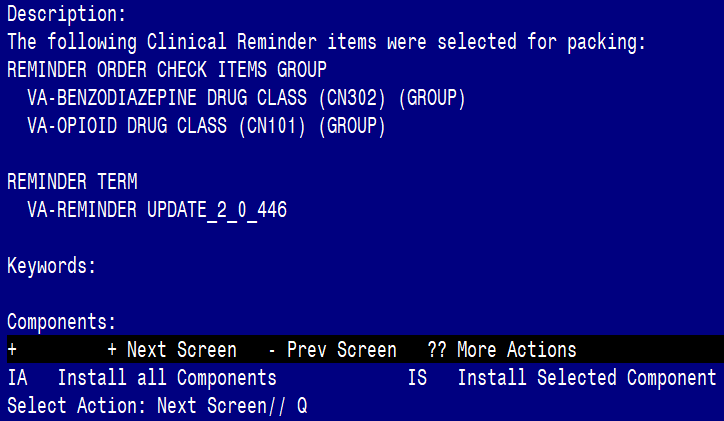 Description:
The following Clinical Reminder items were selected for packing:
REMINDER ORDER CHECK ITEMS GROUP
VA-BENZODIAZEPINE DRUG CLASS (CN302) (GROUP)
VA-OPIOID DRUG CLASS (CN101) (GROUP)
REMINDER TERM
VA-REMINDER UPDATE_2_0_446
Keywords:
Components:
+ + Next Screen - Prev Screen ?? More Actions
IA Install all Components IS Install Selected Component
Select Action: Next Screen// Q